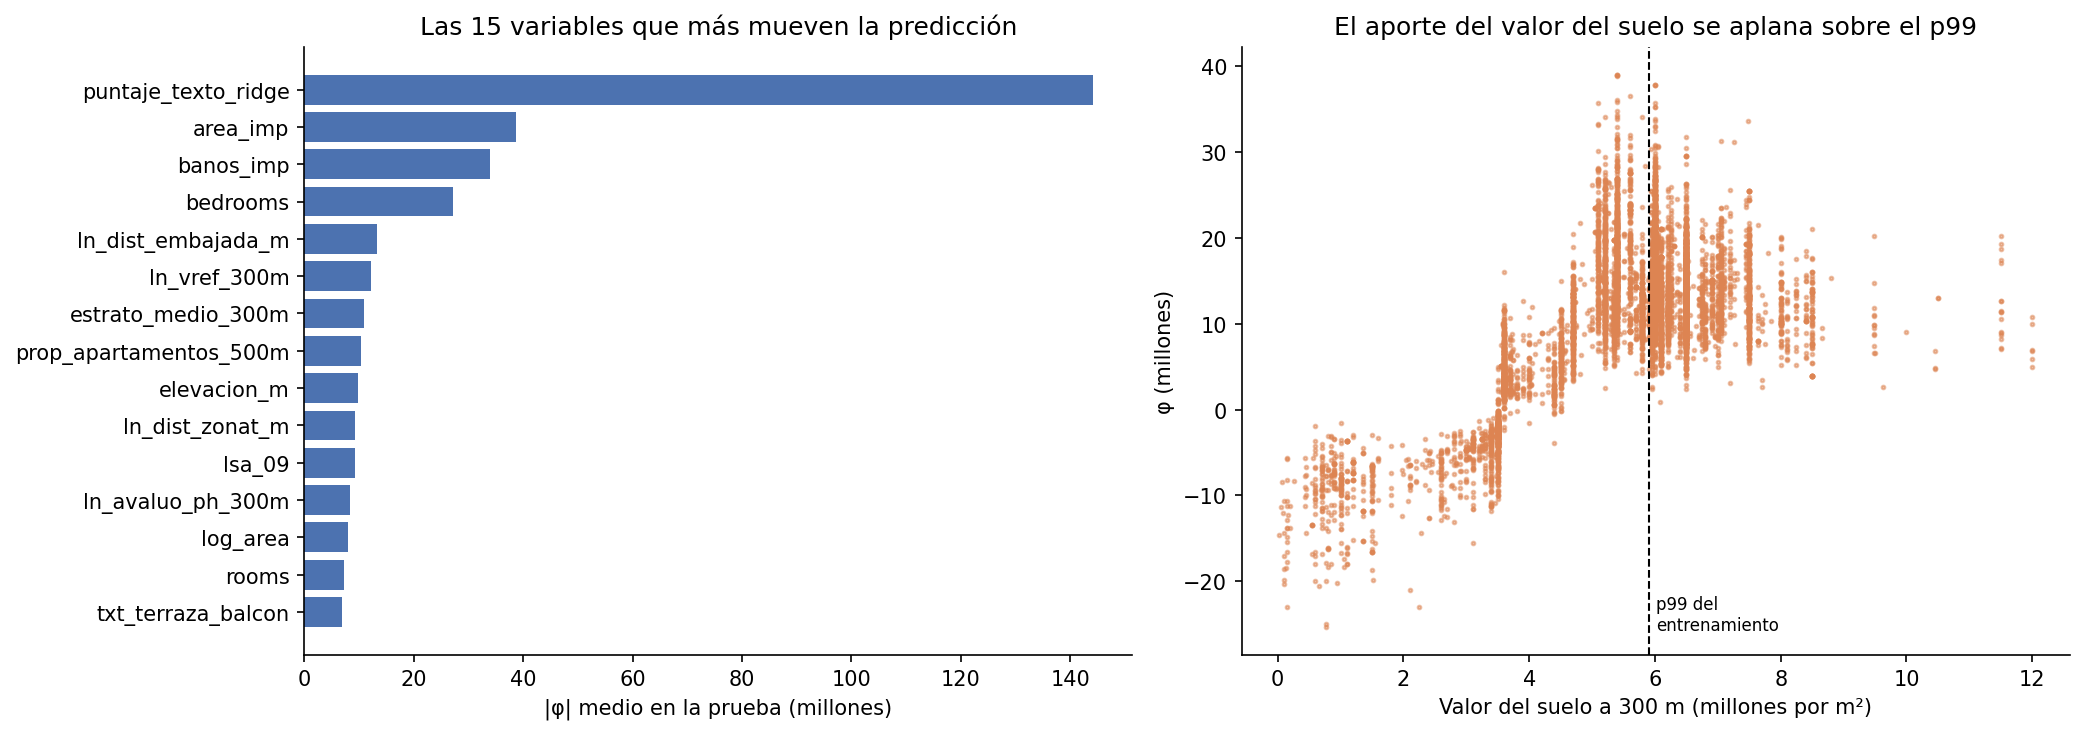 Las 15 variables que más mueven la predicción
puntaje_texto_ridge
area_imp
banos_imp
bedrooms
ln_dist_embajada_m
ln_vref_300m
estrato_medio_300m
prop_apartamentos_500m
elevacion_m
ln_dist_zonat_m
lsa_09
ln_avaluo_ph_300m
log_area
rooms
txt_terraza_balcon
0 20 40 60 80 100 120 140
|φ| medio en la prueba (millones)
El aporte del valor del suelo se aplana sobre el p99
φ (millones)
40
30
20
10
0
−10
−20
p99 del
entrenamiento
0 2 4 6 8 10 12
Valor del suelo a 300 m (millones por m²)